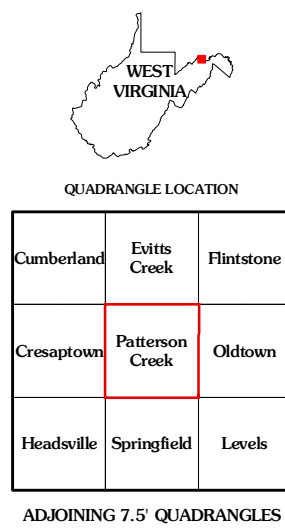 WEST
VIRGINIA
QUADRANGLE LOCATION
Cumberland
Evitts
Creek
Flintstone
Cresaptown
Patterson
Creek
Oldtown
Headsville
Springfield
Levels
ADJOINING 7.5' QUADRANGLES